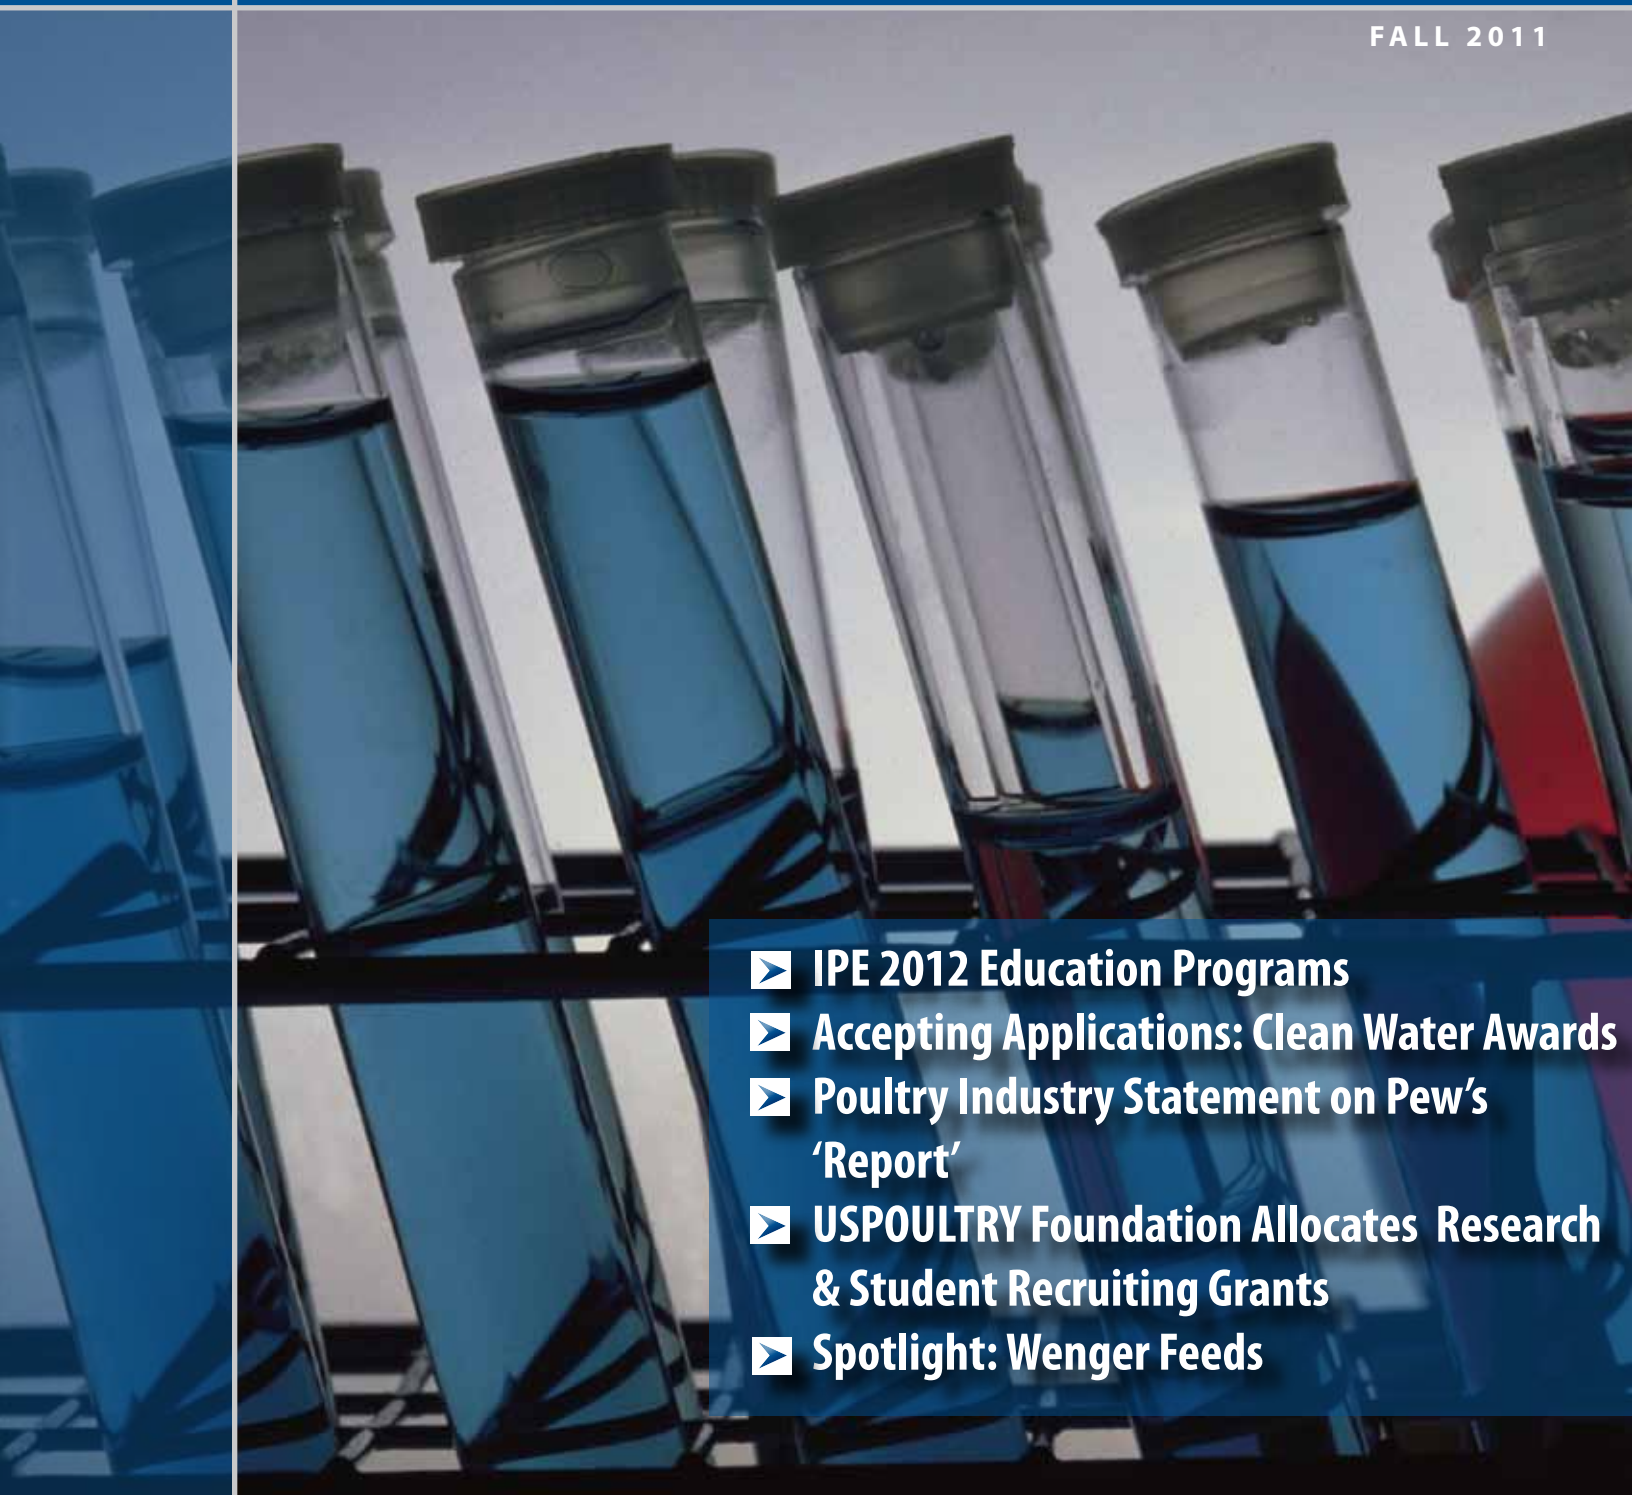 FALL 2011
IPE 2012 Education Programs
Accepting Applications: Clean Water Awards
Poultry Industry Statement on Pew’s
‘Report’
USPOULTRY Foundation Allocates Research
& Student Recruiting Grants
Spotlight: Wenger Feeds